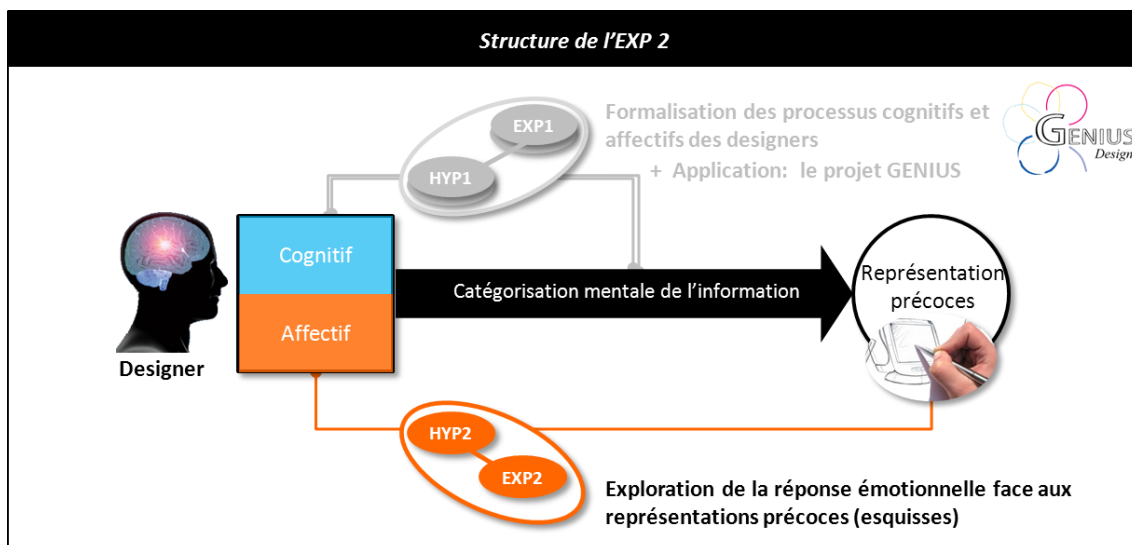 Structure de l'EXP 2
EXP1
HYP1
Formalisation des processus cognitifs et
affectifs des designers
+ Application: le projet GENIUS
GENIUS
Design
Cognitif
Affectif
Designer
Catégorisation mentale de l'information
Représentation
précoces
HYP2
EXP2
Exploration de la réponse émotionnelle face aux
représentations précoces (esquisses)